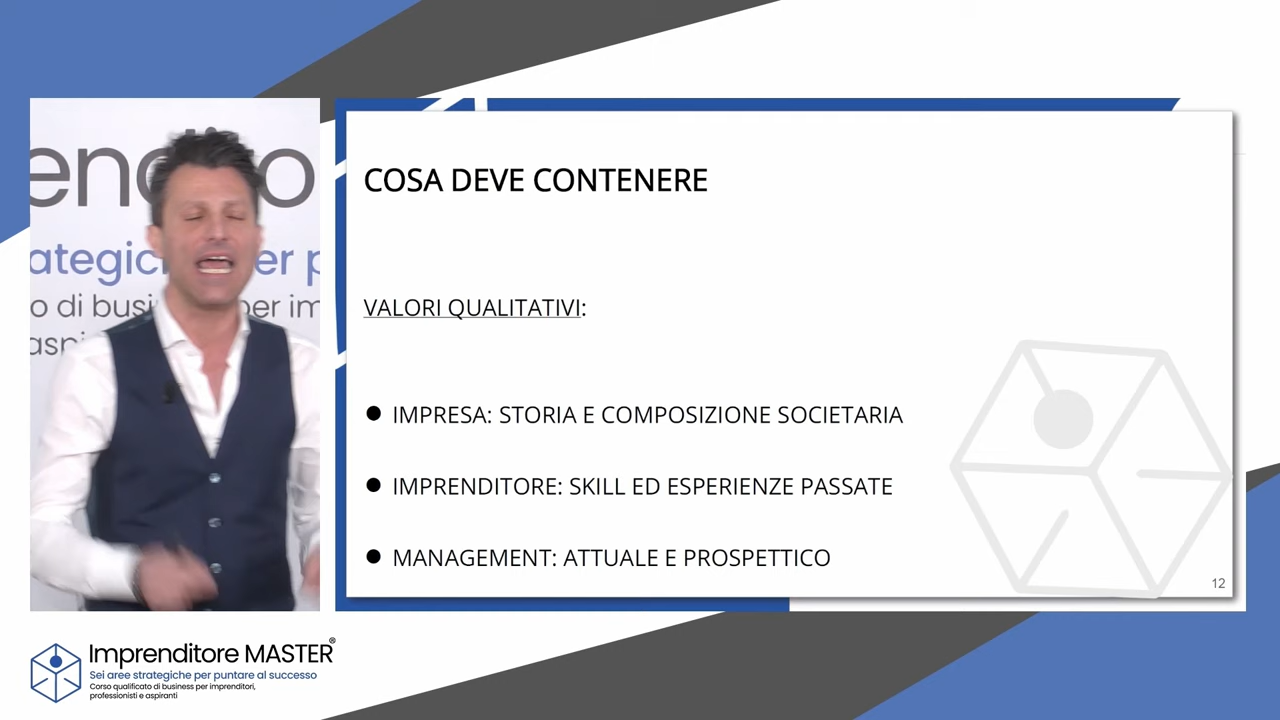 COSA DEVE CONTENERE
VALORI QUALITATIVI:
● IMPRESA: STORIA E COMPOSIZIONE SOCIETARIA
● IMPRENDITORE: SKILL ED ESPERIENZE PASSATE
● MANAGEMENT: ATTUALE E PROSPETTICO
12
Imprenditore MASTER®
Sei aree strategiche per puntare al successo
Corso qualificato di business per imprenditori,
professionisti e aspiranti